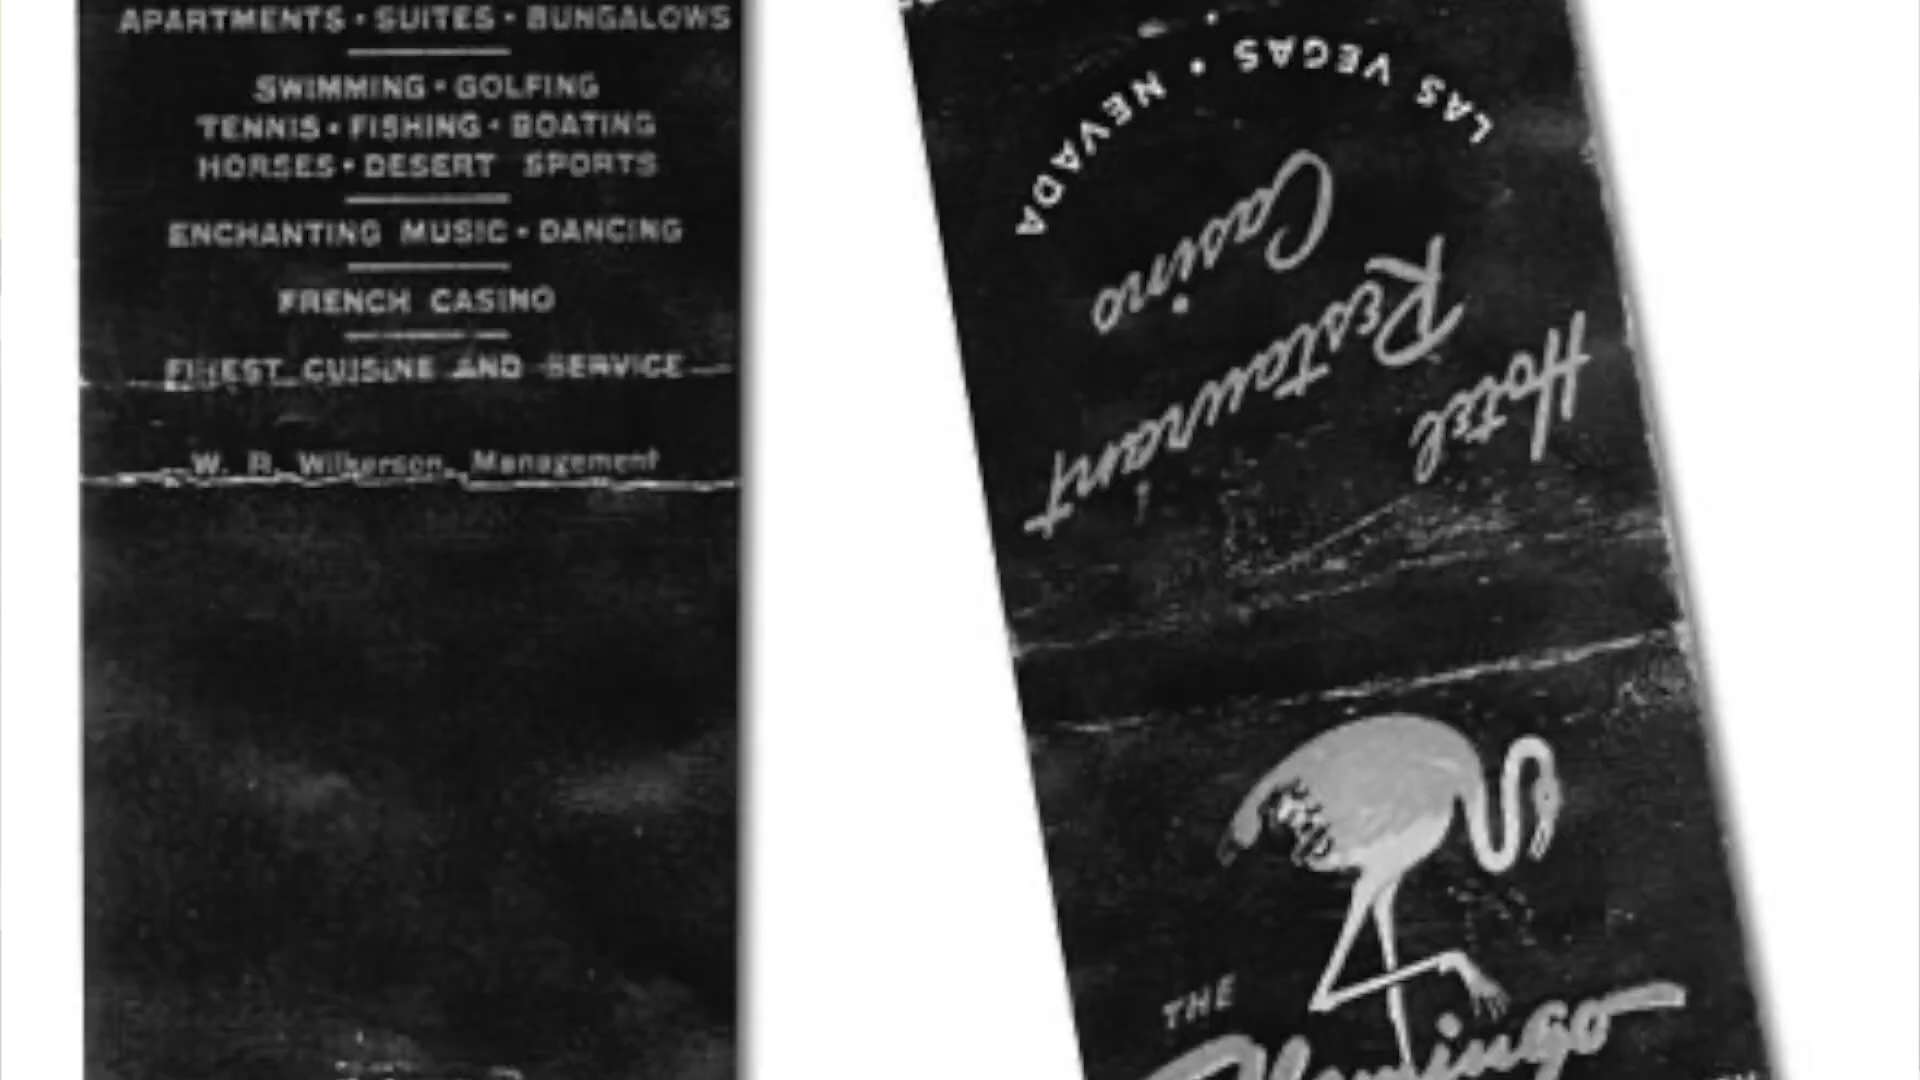 APARTMENTS · SUITES · BUNGALOWS
SWIMMING · GOLFING
TENNIS · FISHING · BOATING
HORSES · DESERT SPORTS
ENCHANTING MUSIC · DANCING
FRENCH CASINO
FINEST CUISINE AND SERVICE
W. R. Wilkerson, Management
LAS VEGAS · NEVADA
Hotel
Restaurant
Casino
THE
Flamingo